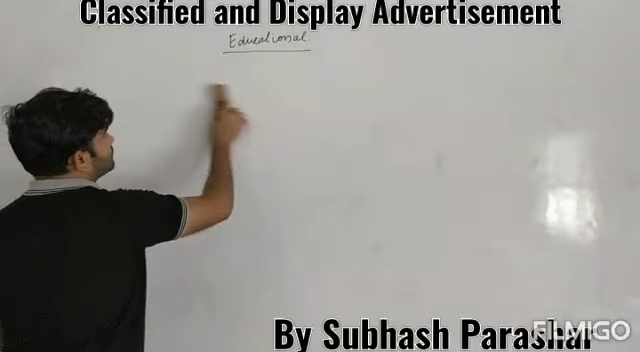 Classified and Display Advertisement
Educational
By Subhash Parashar
FILMIGO